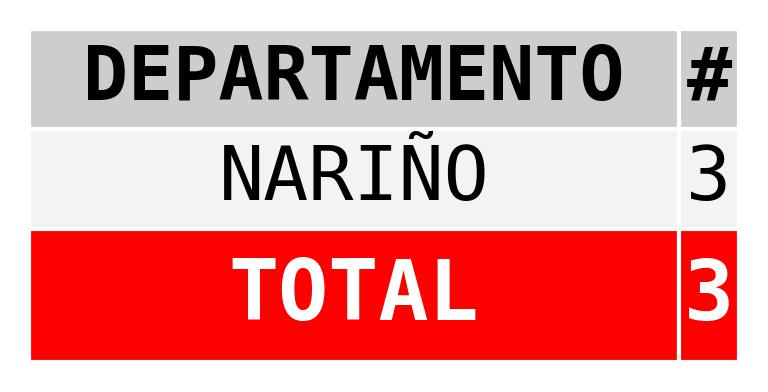 DEPARTAMENTO #
NARIÑO 3
TOTAL 3